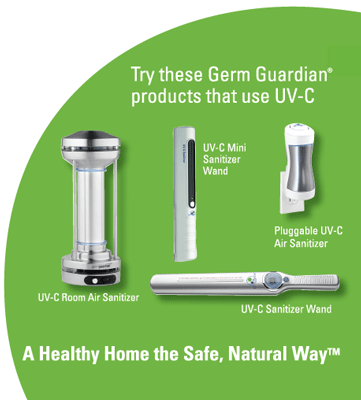 Try these Germ Guardian®
products that use UV-C
UV-C Mini
Sanitizer
Wand
Pluggable UV-C
Air Sanitizer
UV-C Room Air Sanitizer
UV-C Sanitizer Wand
A Healthy Home the Safe, Natural Way™